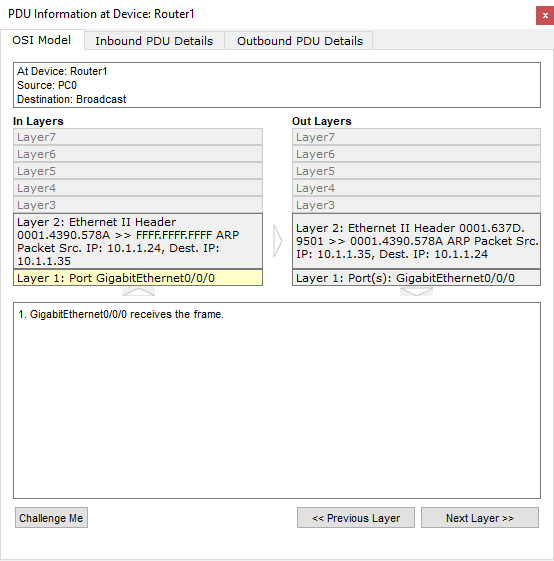 PDU Information at Device: Router1
x
OSI Model Inbound PDU Details Outbound PDU Details
At Device: Router1
Source: PC0
Destination: Broadcast
In Layers
Layer7
Layer6
Layer5
Layer4
Layer3
Layer 2: Ethernet II Header
0001.4390.578A >> FFFF.FFFF.FFFF ARP
Packet Src. IP: 10.1.1.24, Dest. IP:
10.1.1.35
Layer 1: Port GigabitEthernet0/0/0
Out Layers
Layer7
Layer6
Layer5
Layer4
Layer3
Layer 2: Ethernet II Header 0001.637D.
9501 >> 0001.4390.578A ARP Packet Src.
IP: 10.1.1.35, Dest. IP: 10.1.1.24
Layer 1: Port(s): GigabitEthernet0/0/0
1. GigabitEthernet0/0/0 receives the frame.
Challenge Me << Previous Layer Next Layer >>